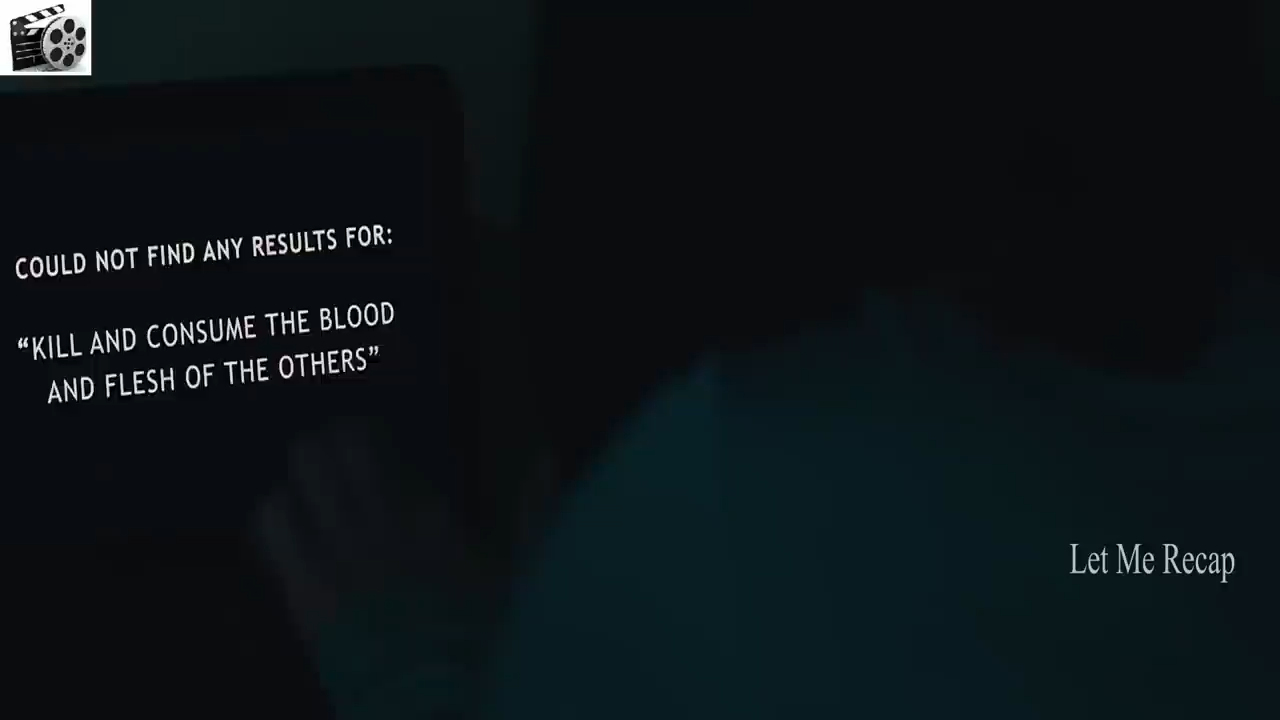 COULD NOT FIND ANY RESULTS FOR:
“KILL AND CONSUME THE BLOOD
AND FLESH OF THE OTHERS”
Let Me Recap